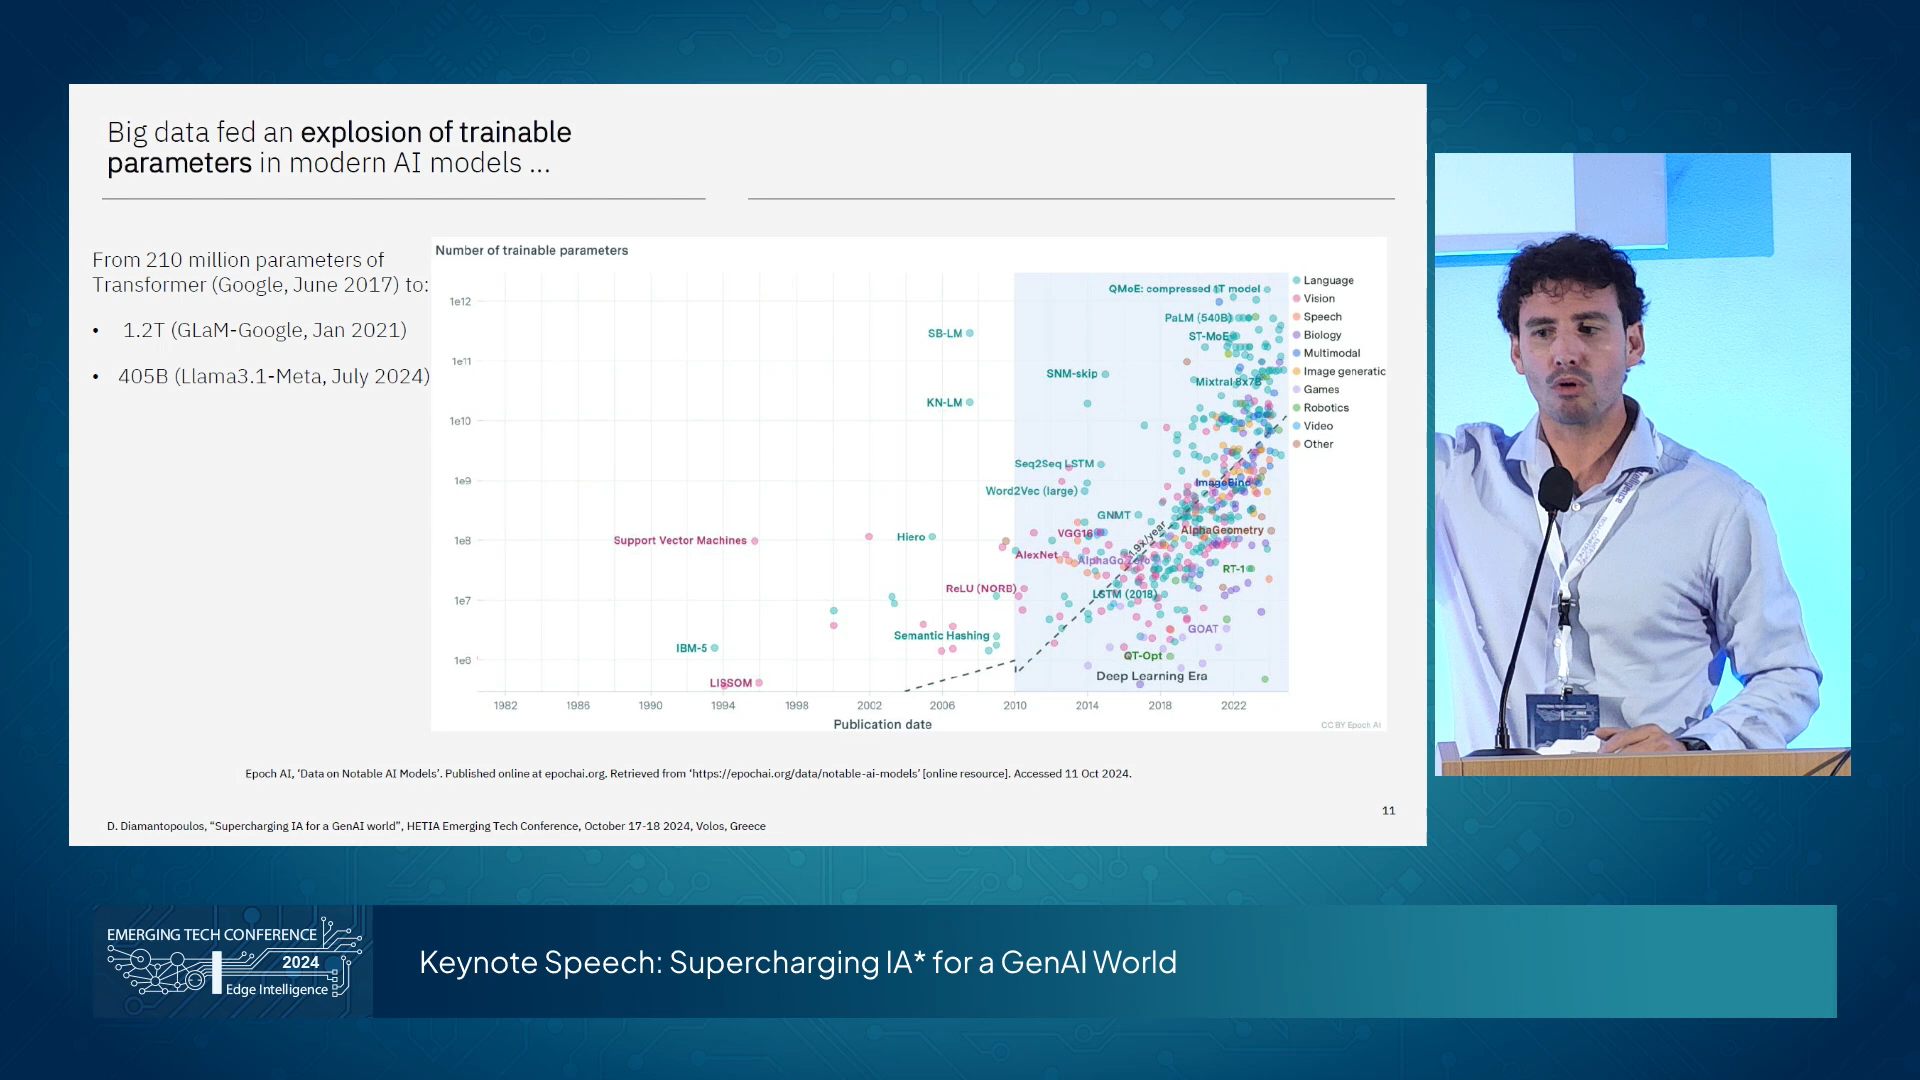 Big data fed an explosion of trainable
parameters in modern AI models ...
From 210 million parameters of
Transformer (Google, June 2017) to:
• 1.2T (GLaM-Google, Jan 2021)
• 405B (Llama3.1-Meta, July 2024)
Number of trainable parameters
1e12
1e11
1e10
1e9
1e8
1e7
1e6
QMoE: compressed 1T model
SB-LM
PaLM (540B)
ST-MoE
SNM-skip
Mixtral 8x7B
KN-LM
Seq2Seq LSTM
Word2Vec (large)
ImageBind
GNMT
1.9x/year
VGG16
AlphaGeometry
Support Vector Machines
Hiero
AlexNet
AlphaGo Zero
RT-1
ReLU (NORB)
LSTM (2018)
Semantic Hashing
GOAT
IBM-5
QT-Opt
LISSOM
Deep Learning Era
1982 1986 1990 1994 1998 2002 2006 2010 2014 2018 2022
Publication date
CC BY Epoch AI
Language
Vision
Speech
Biology
Multimodal
Image generatic
Games
Robotics
Video
Other
Epoch AI, ‘Data on Notable AI Models’. Published online at epochai.org. Retrieved from ‘https://epochai.org/data/notable-ai-models’ [online resource]. Accessed 11 Oct 2024.
11
D. Diamantopoulos, “Supercharging IA for a GenAI world”, HETIA Emerging Tech Conference, October 17-18 2024, Volos, Greece
EMERGING TECH CONFERENCE
2024
Edge Intelligence
Keynote Speech: Supercharging IA* for a GenAI World